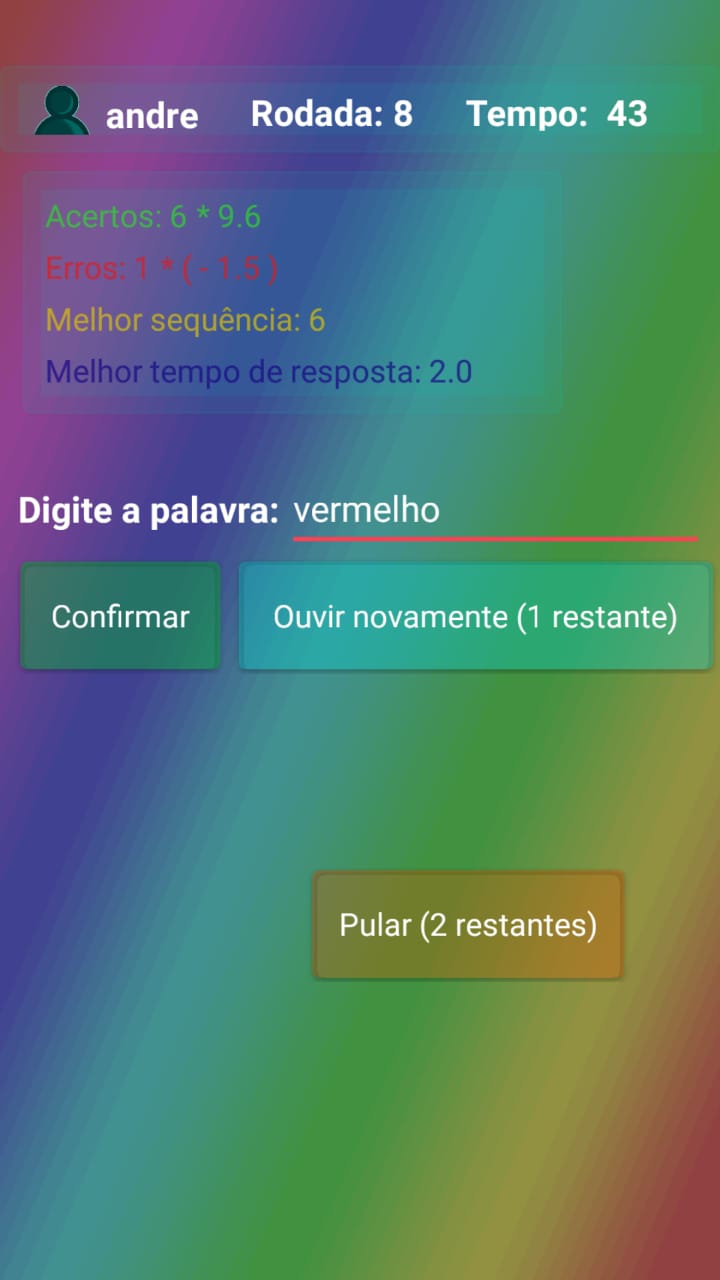 andre Rodada: 8 Tempo: 43
Acertos: 6 * 9.6
Erros: 1 * ( - 1.5 )
Melhor sequência: 6
Melhor tempo de resposta: 2.0
Digite a palavra: vermelho
Confirmar Ouvir novamente (1 restante)
Pular (2 restantes)